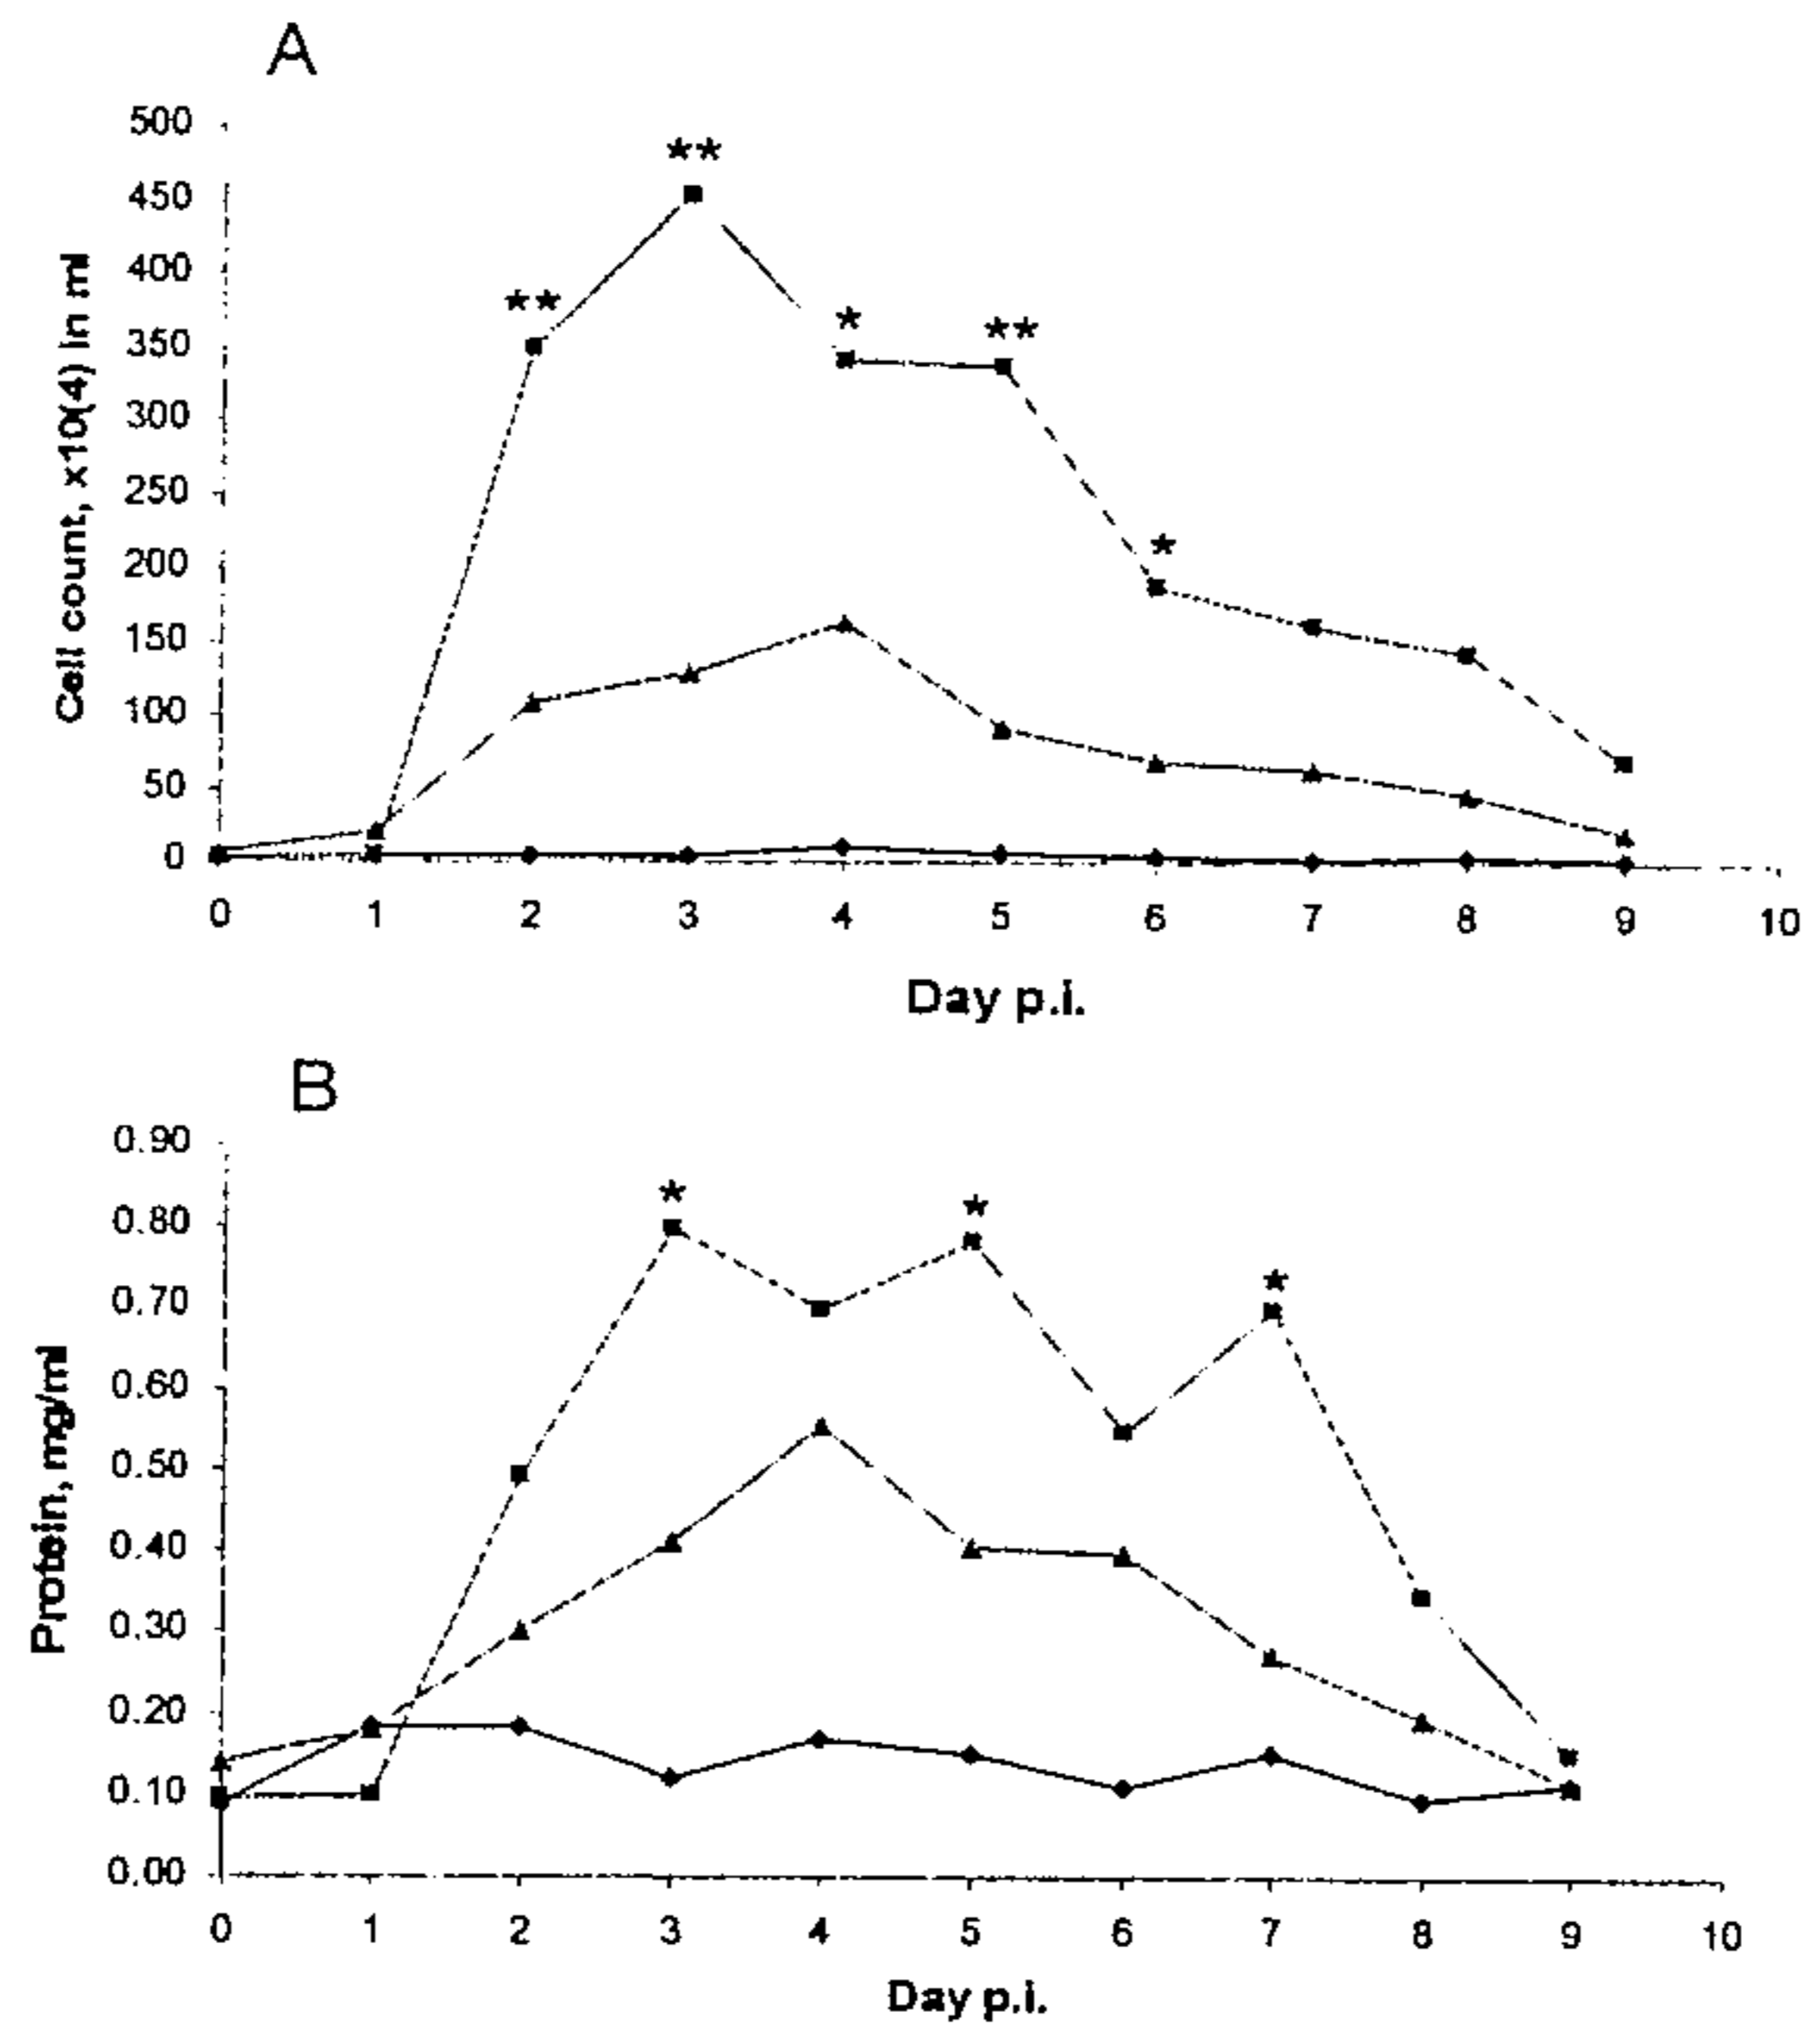 A
500
450
400
350
300
250
200
150
100
50
0
Cell count, x10(4) in ml
** ** * ** *
0 1 2 3 4 5 6 7 8 9 10
Day p.i.
B
0.90
0.80
0.70
0.60
0.50
0.40
0.30
0.20
0.10
0.00
Protein, mg/ml
* * *
0 1 2 3 4 5 6 7 8 9 10
Day p.i.